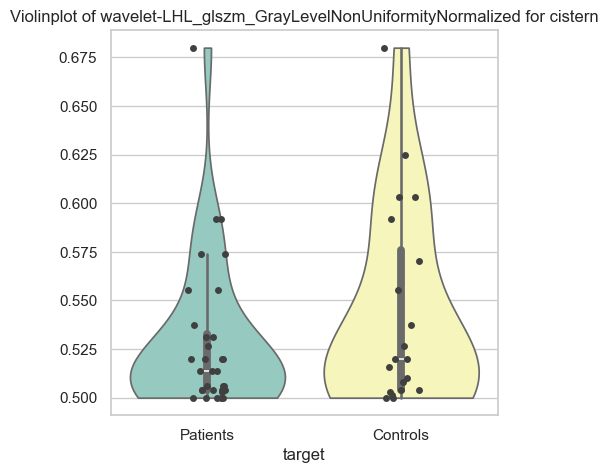 Violinplot of wavelet-LHL_glszm_GrayLevelNonUniformityNormalized for cistern
0.675
0.650
0.625
0.600
0.575
0.550
0.525
0.500
Patients Controls
target